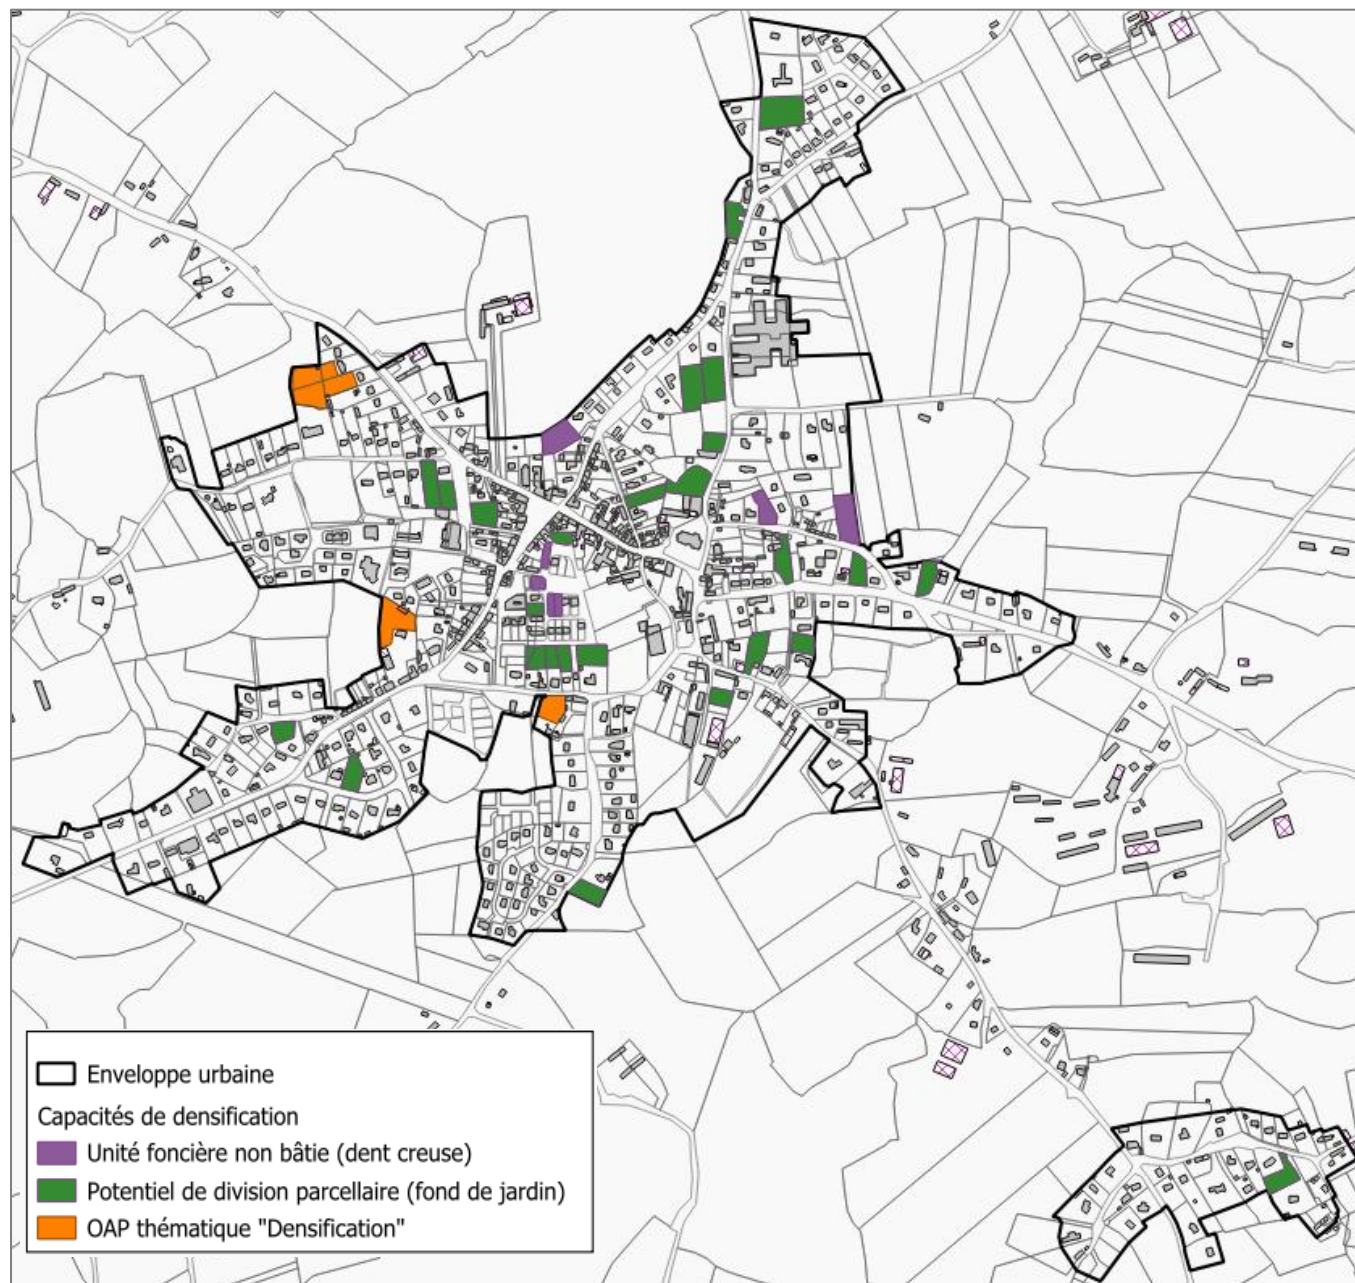 Enveloppe urbaine
Capacités de densification
Unité foncière non bâtie (dent creuse)
Potentiel de division parcellaire (fond de jardin)
OAP thématique "Densification"